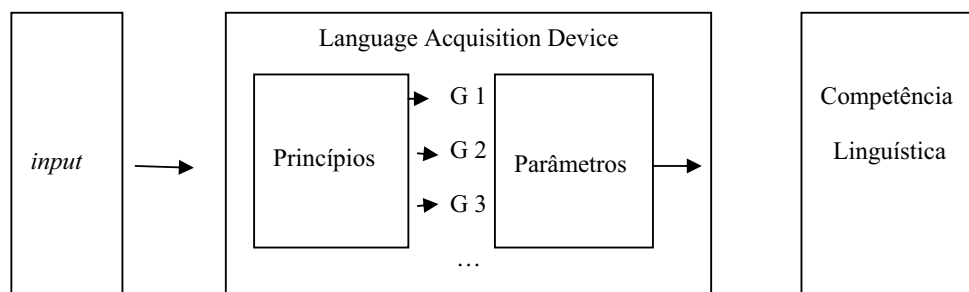 Language Acquisition Device
input
Princípios
G 1
G 2
G 3
…
Parâmetros
Competência
Linguística